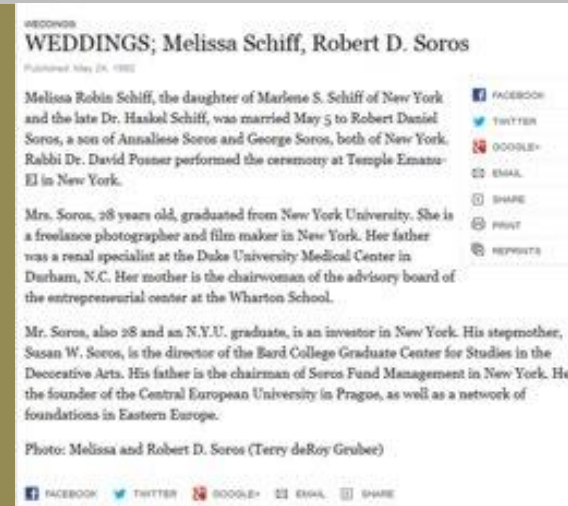 WEDDINGS
WEDDINGS; Melissa Schiff, Robert D. Soros
Published: May 24, 1992
Melissa Robin Schiff, the daughter of Marlene S. Schiff of New York
and the late Dr. Haskel Schiff, was married May 5 to Robert Daniel
Soros, a son of Annaliese Soros and George Soros, both of New York.
Rabbi Dr. David Posner performed the ceremony at Temple Emanu-
El in New York.
Mrs. Soros, 28 years old, graduated from New York University. She is
a freelance photographer and film maker in New York. Her father
was a renal specialist at the Duke University Medical Center in
Durham, N.C. Her mother is the chairwoman of the advisory board of
the entrepreneurial center at the Wharton School.
Mr. Soros, also 28 and an N.Y.U. graduate, is an investor in New York. His stepmother,
Susan W. Soros, is the director of the Bard College Graduate Center for Studies in the
Decorative Arts. His father is the chairman of Soros Fund Management in New York. He
the founder of the Central European University in Prague, as well as a network of
foundations in Eastern Europe.
Photo: Melissa and Robert D. Soros (Terry deRoy Gruber)
FACEBOOK
TWITTER
GOOGLE+
EMAIL
SHARE
PRINT
REPRINTS
FACEBOOK TWITTER GOOGLE+ EMAIL SHARE